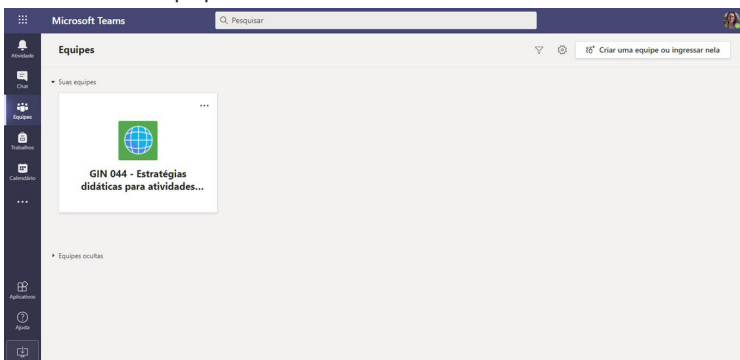 Microsoft Teams
Pesquisar
Atividade
Chat
Equipes
Trabalhos
Calendário
Aplicativos
Ajuda
Equipes
Criar uma equipe ou ingressar nela
Suas equipes
GIN 044 - Estratégias
didáticas para atividades...
Equipes ocultas